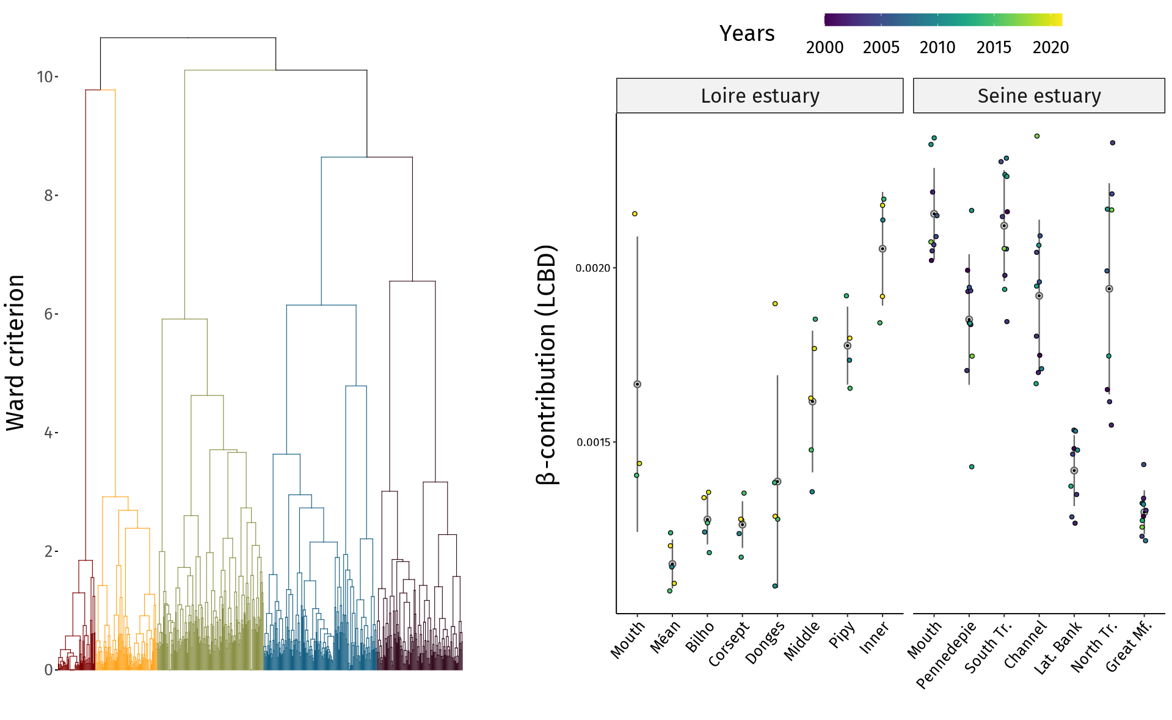 Years
2000 2005 2010 2015 2020
Loire estuary
Seine estuary
Ward criterion
10-
8-
6-
4-
2-
0-
β-contribution (LCBD)
0.0020
0.0015
Mouth
Méan
Bilho
Corsept
Donges
Middle
Pipy
Inner
Mouth
Pennedepie
South Tr.
Channel
Lat. Bank
North Tr.
Great Mf.